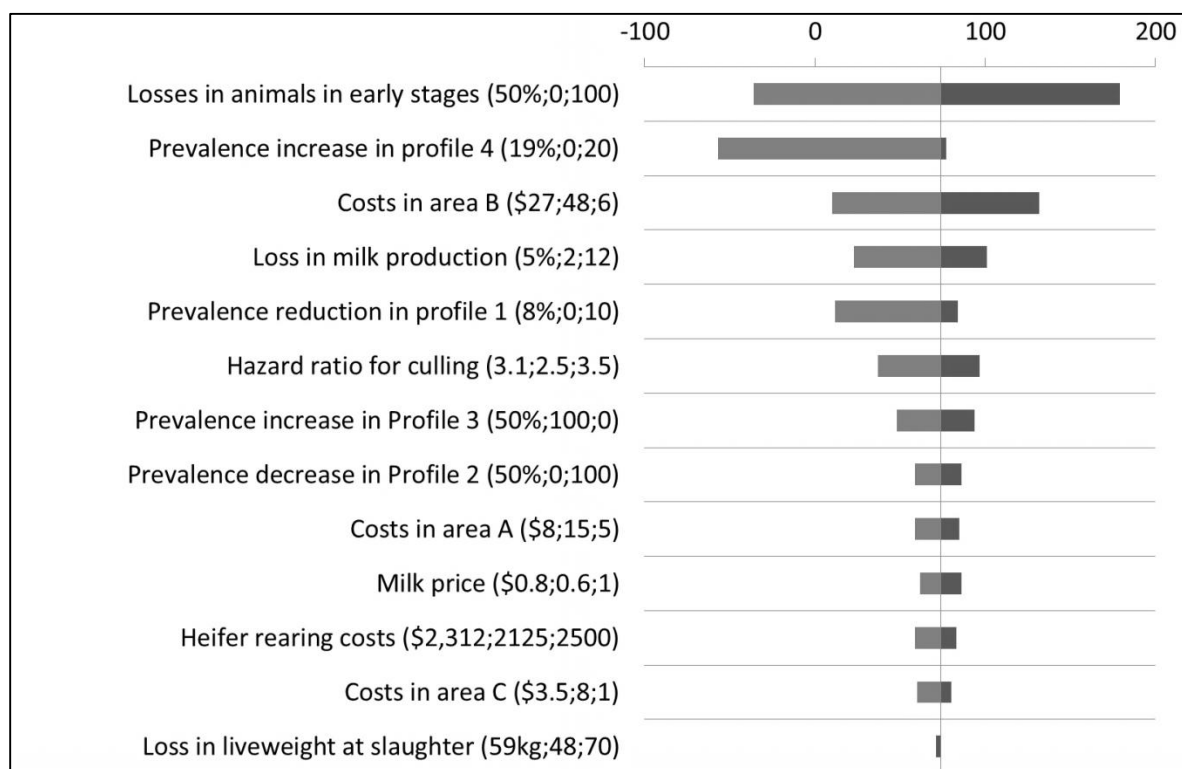 -100 0 100 200
Losses in animals in early stages (50%;0;100)
Prevalence increase in profile 4 (19%;0;20)
Costs in area B ($27;48;6)
Loss in milk production (5%;2;12)
Prevalence reduction in profile 1 (8%;0;10)
Hazard ratio for culling (3.1;2.5;3.5)
Prevalence increase in Profile 3 (50%;100;0)
Prevalence decrease in Profile 2 (50%;0;100)
Costs in area A ($8;15;5)
Milk price ($0.8;0.6;1)
Heifer rearing costs ($2,312;2125;2500)
Costs in area C ($3.5;8;1)
Loss in liveweight at slaughter (59kg;48;70)